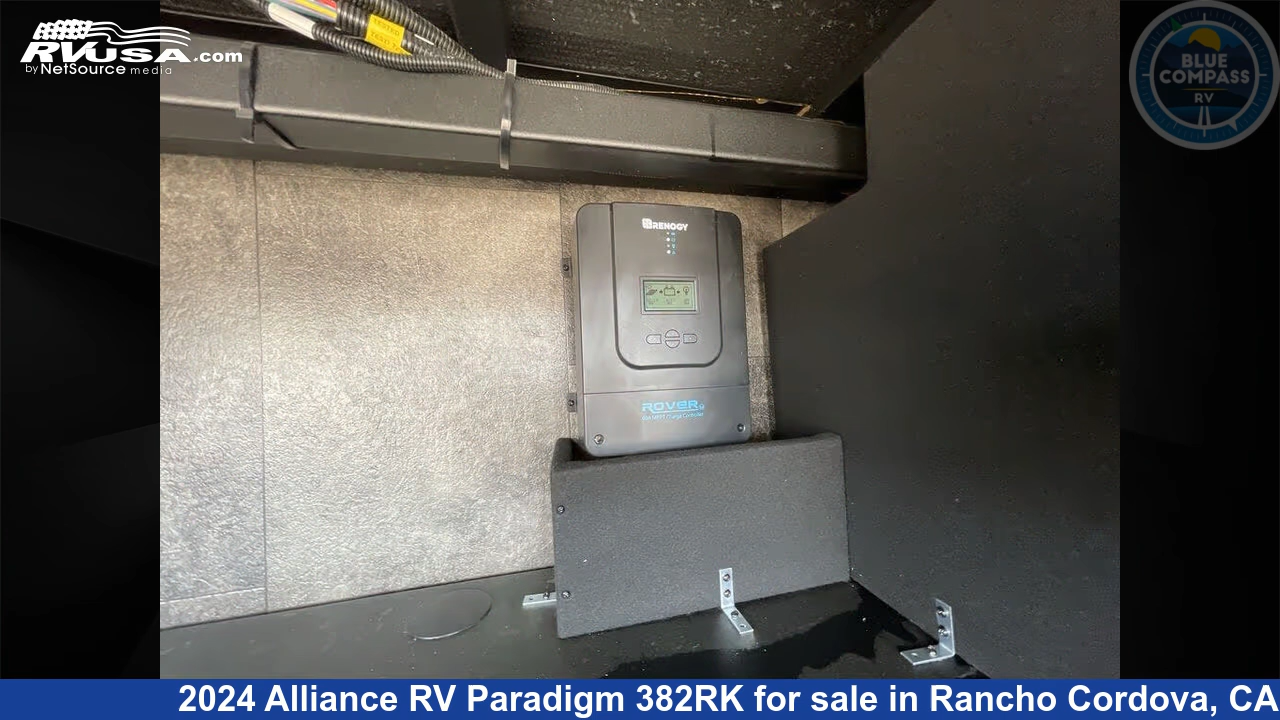 RVUSA.com
by NetSource media
BLUE
COMPASS
RV
RENOGY
ROVER
2024 Alliance RV Paradigm 382RK for sale in Rancho Cordova, CA